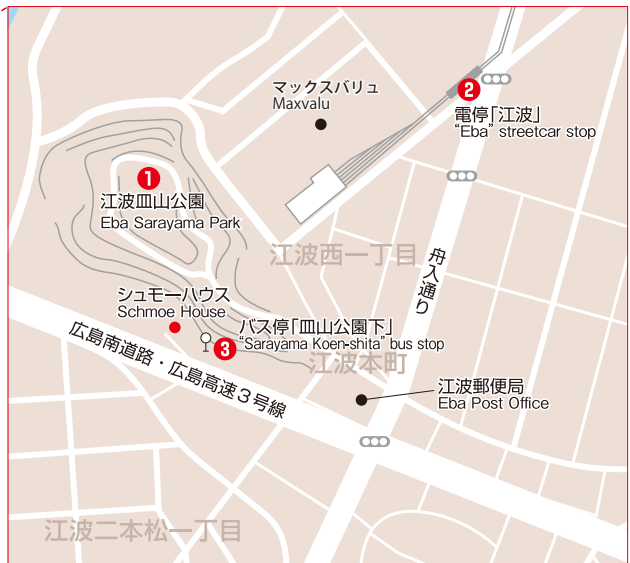 マックスバリュ
Maxvalu
2
電停「江波」
“Eba” streetcar stop
1
江波皿山公園
Eba Sarayama Park
江波西一丁目
舟入通り
シュモーハウス
Schmoe House
3
バス停「皿山公園下」
“Sarayama Koen-shita” bus stop
江波本町
広島南道路・広島高速3号線
江波郵便局
Eba Post Office
江波二本松一丁目